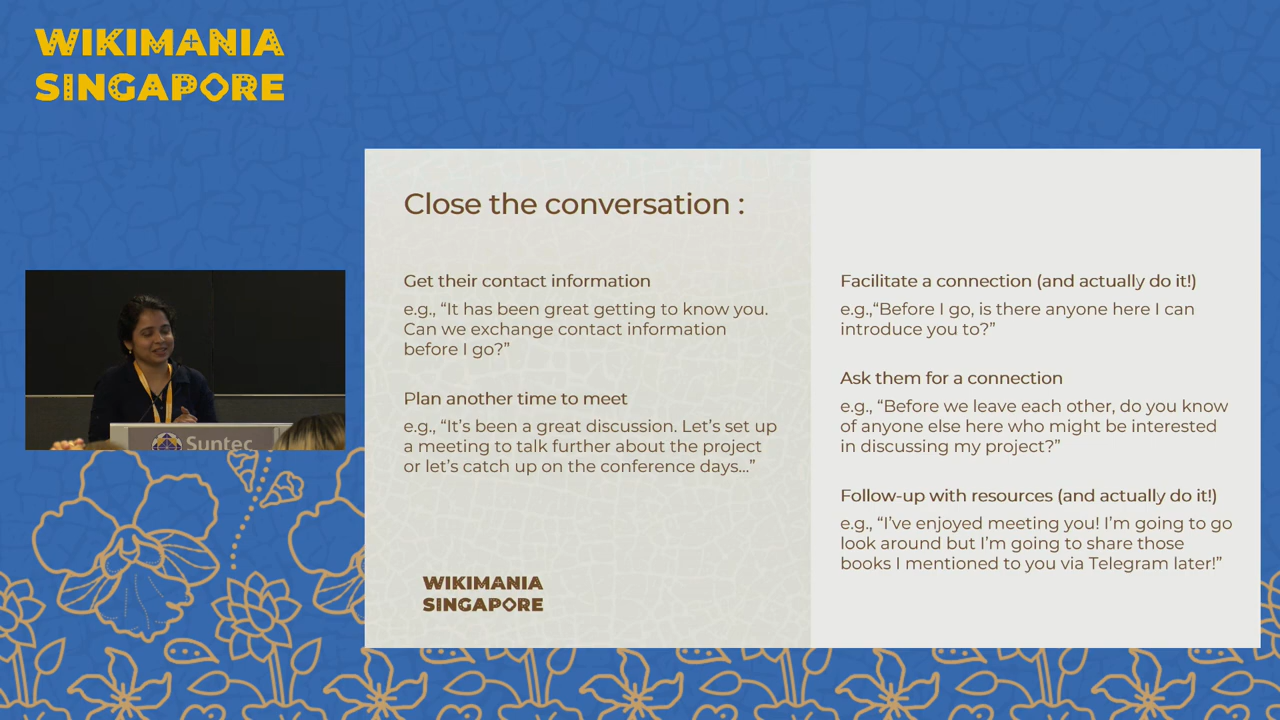 WIKIMANIA
SINGAPORE
Close the conversation :
Get their contact information
e.g., “It has been great getting to know you.
Can we exchange contact information
before I go?”
Plan another time to meet
e.g., “It’s been a great discussion. Let’s set up
a meeting to talk further about the project
or let’s catch up on the conference days...”
Facilitate a connection (and actually do it!)
e.g.,“Before I go, is there anyone here I can
introduce you to?”
Ask them for a connection
e.g., “Before we leave each other, do you know
of anyone else here who might be interested
in discussing my project?”
Follow-up with resources (and actually do it!)
e.g., “I’ve enjoyed meeting you! I’m going to go
look around but I’m going to share those
books I mentioned to you via Telegram later!”
WIKIMANIA
SINGAPORE
Suntec